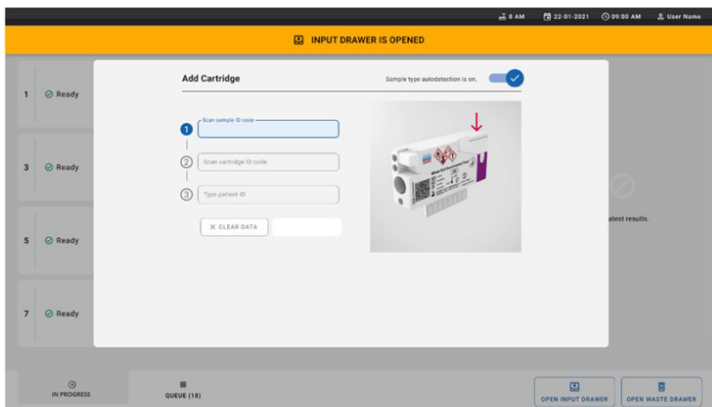 8 AM 22-01-2021 09:00 AM User Name
INPUT DRAWER IS OPENED
Add Cartridge
Sample type autodetection is on.
1 Ready
Scan sample ID code
1
2 Scan cartridge ID code
3 Ready
3 Type patient ID
CLEAR DATA
atest resutls.
5 Ready
7 Ready
IN PROGRESS
QUEUE (18)
OPEN INPUT DRAWER
OPEN WASTE DRAWER